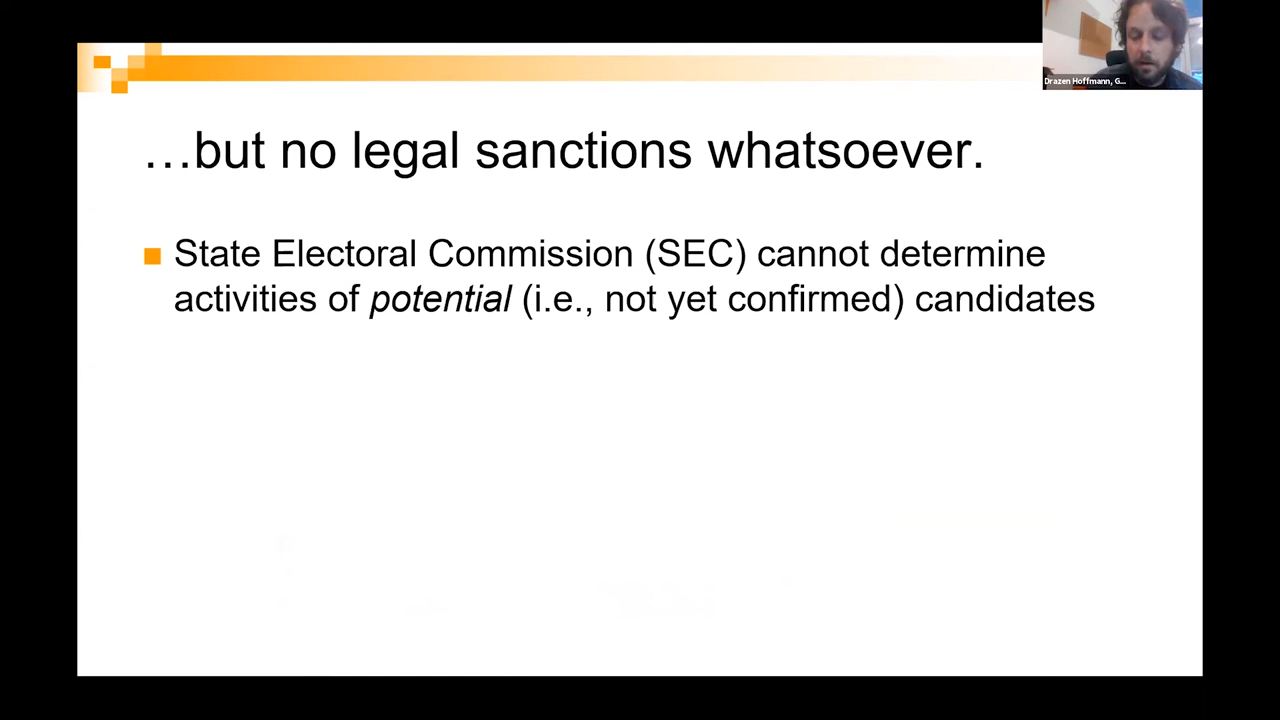 Drazen Hoffmann, G...
…but no legal sanctions whatsoever.
State Electoral Commission (SEC) cannot determine
activities of potential (i.e., not yet confirmed) candidates